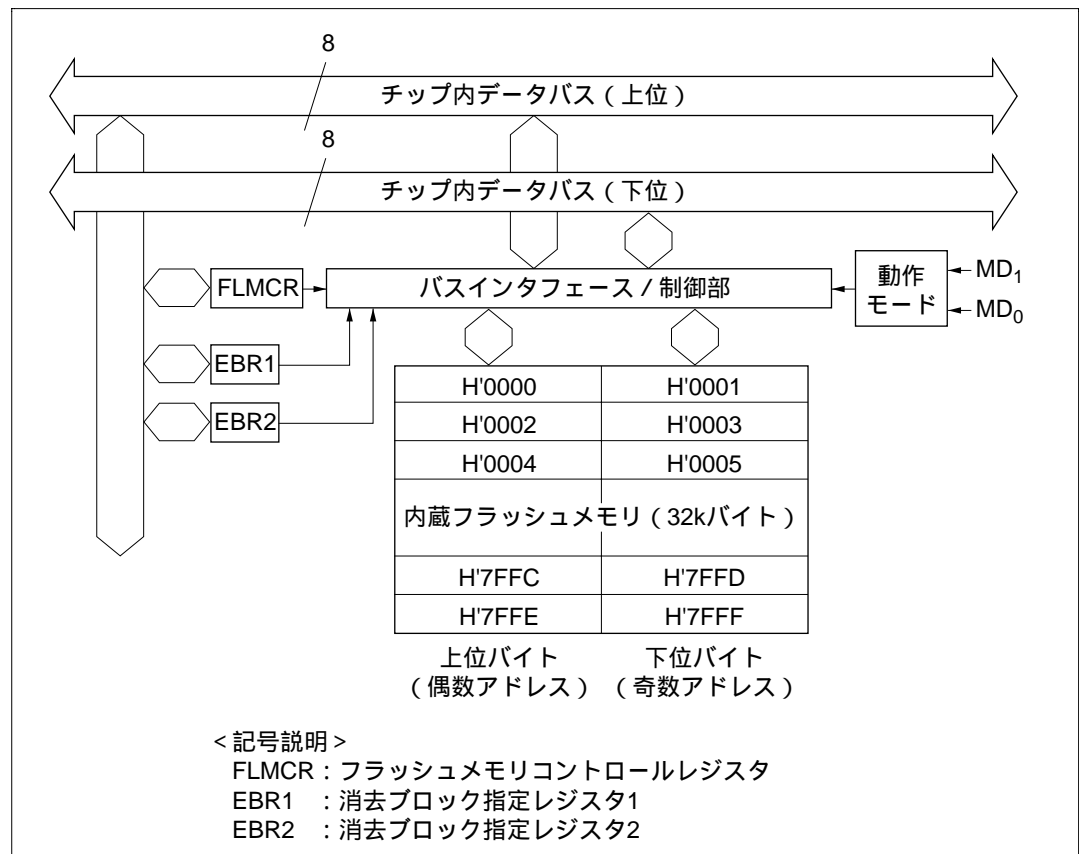 8
チップ内データバス（上位）
8
チップ内データバス（下位）
FLMCR
バスインタフェース／制御部
動作
モード
MD1
MD0
EBR1
EBR2
H'0000 H'0001
H'0002 H'0003
H'0004 H'0005
内蔵フラッシュメモリ（32kバイト）
H'7FFC H'7FFD
H'7FFE H'7FFF
上位バイト 下位バイト
（偶数アドレス）（奇数アドレス）
＜記号説明＞
FLMCR：フラッシュメモリコントロールレジスタ
EBR1 ：消去ブロック指定レジスタ1
EBR2 ：消去ブロック指定レジスタ2